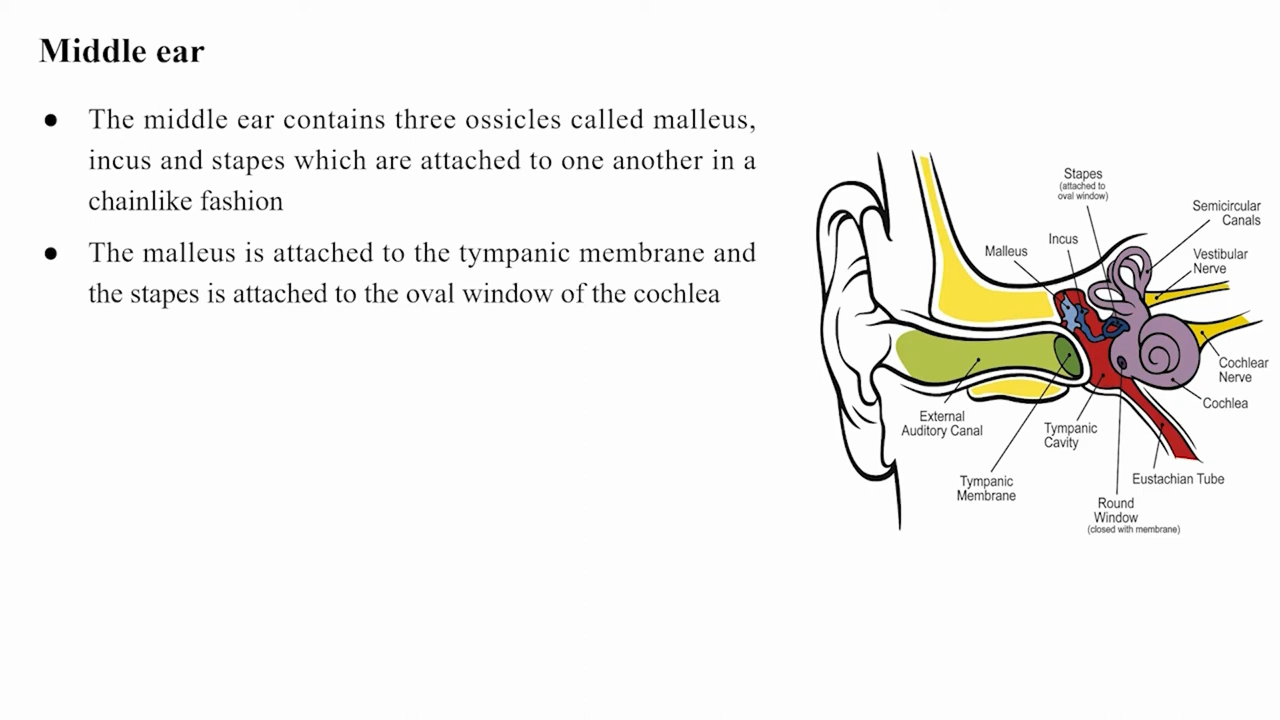 Middle ear
● The middle ear contains three ossicles called malleus,
incus and stapes which are attached to one another in a
chainlike fashion
● The malleus is attached to the tympanic membrane and
the stapes is attached to the oval window of the cochlea
Stapes
(attached to
oval window)
Semicircular
Canals
Incus
Malleus
Vestibular
Nerve
Cochlear
Nerve
Cochlea
External
Auditory Canal
Tympanic
Cavity
Tympanic
Membrane
Eustachian Tube
Round
Window
(closed with membrane)